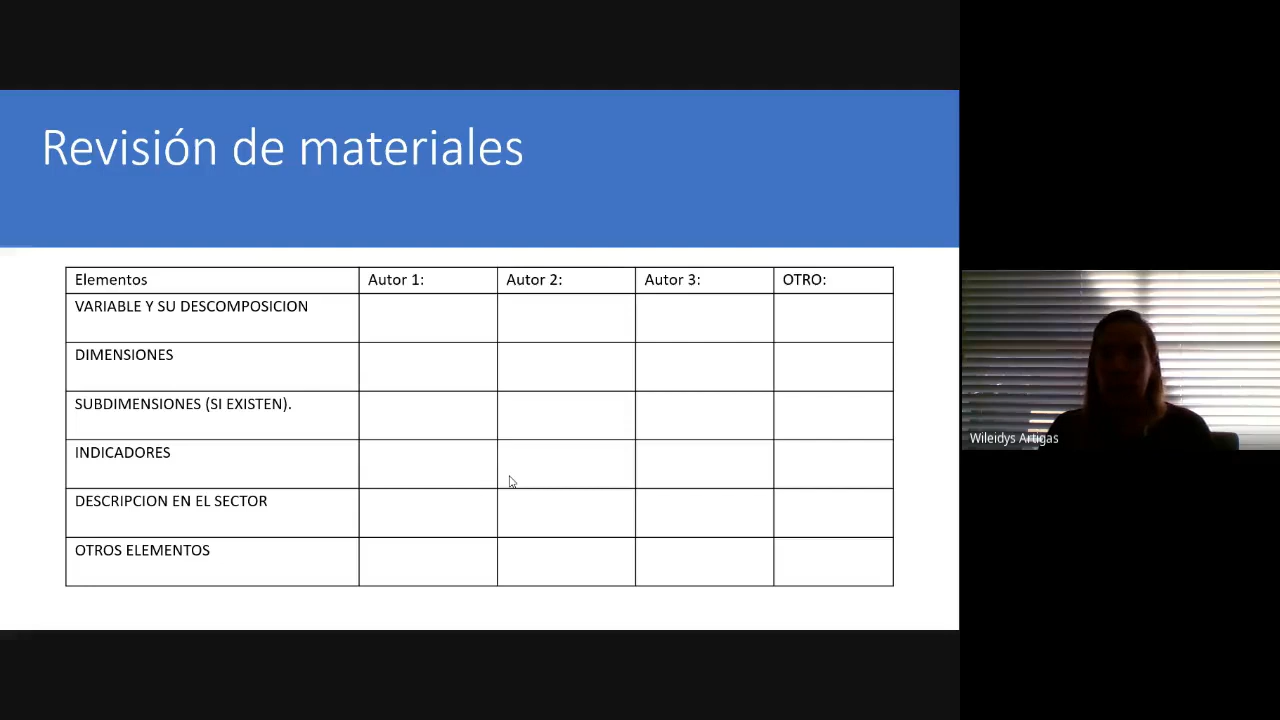 Revisión de materiales
Elementos Autor 1: Autor 2: Autor 3: OTRO:
VARIABLE Y SU DESCOMPOSICION
DIMENSIONES
SUBDIMENSIONES (SI EXISTEN).
INDICADORES
DESCRIPCION EN EL SECTOR
OTROS ELEMENTOS
Wileidys Artigas